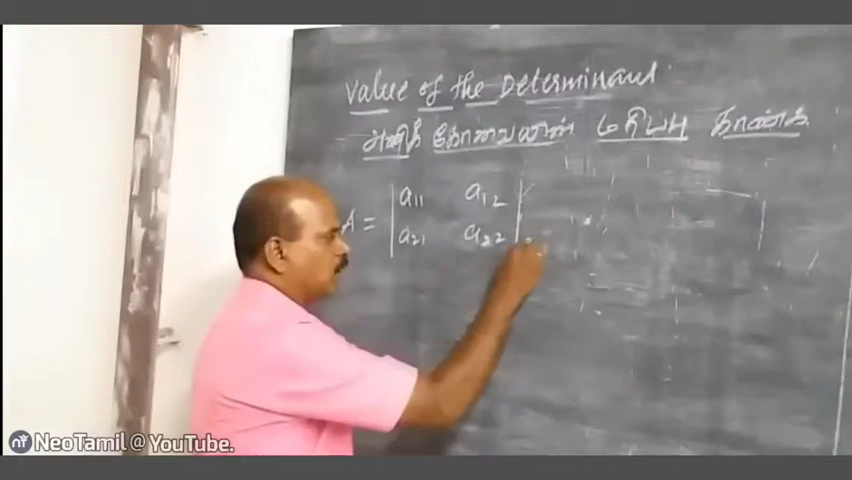 Value of the Determinant
அணிக் கோவையின் மதிப்பு காண்க
A = | a₁₁ a₁₂ |
| a₂₁ a₂₂ |
NeoTamil @ YouTube.